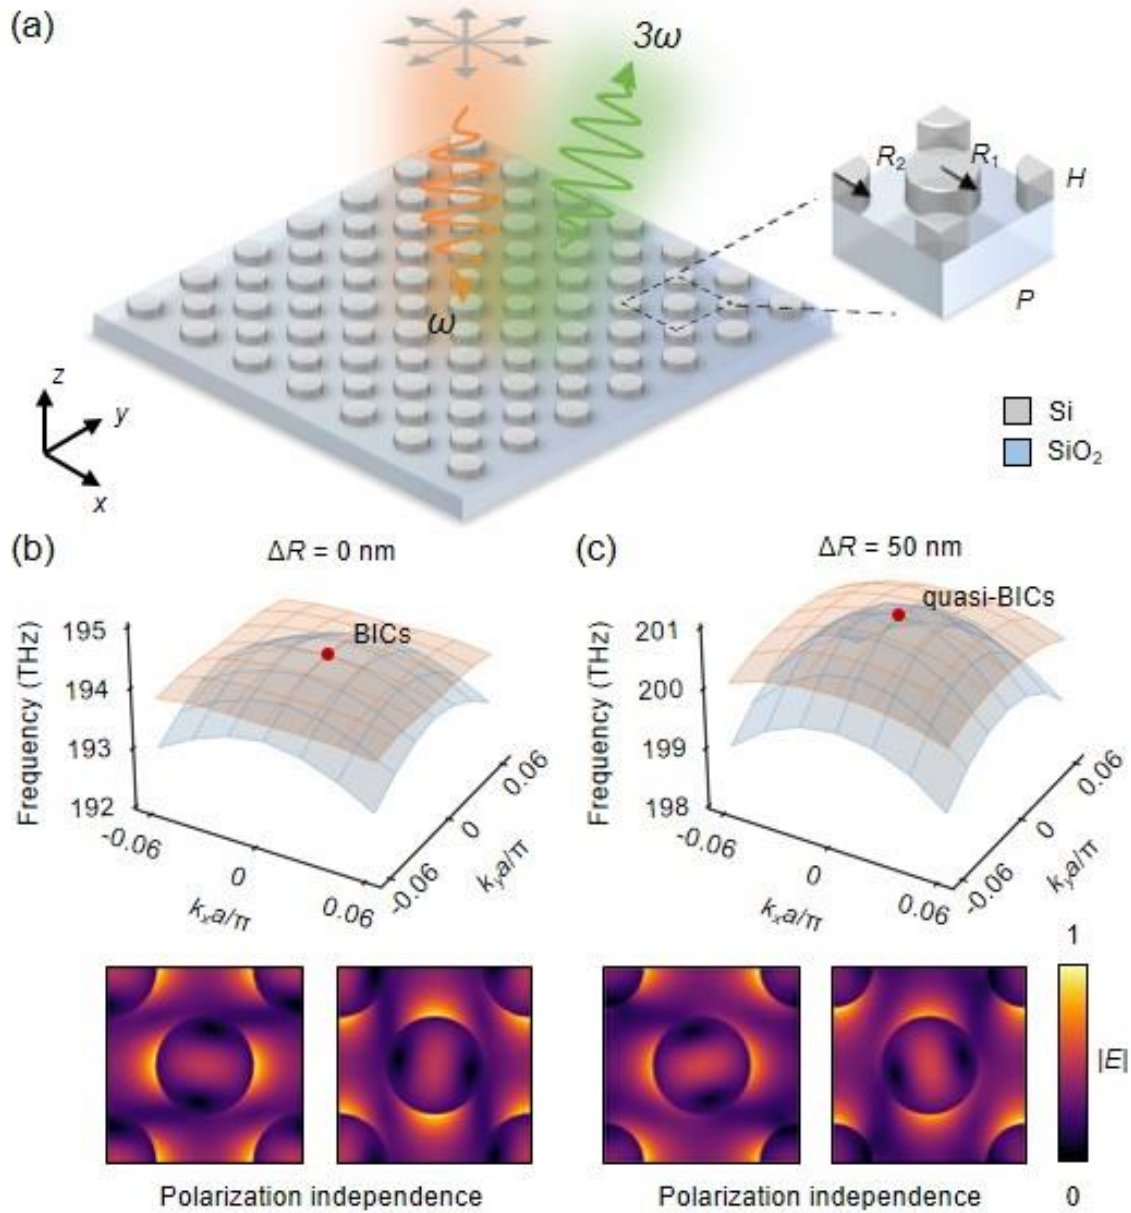 (a)
3ω
ω
R₂
R₁
H
P
z
y
x
Si
SiO₂
(b)
ΔR = 0 nm
BICs
Frequency (THz)
195
194
193
192
-0.06
0
0.06
kₓa/π
-0.06
0
0.06
kᵧa/π
(c)
ΔR = 50 nm
quasi-BICs
Frequency (THz)
201
200
199
198
-0.06
0
0.06
kₓa/π
-0.06
0
0.06
kᵧa/π
Polarization independence
Polarization independence
1
|E|
0